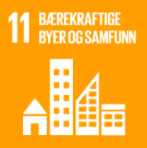 11 BÆREKRAFTIGE
BYER OG SAMFUNN